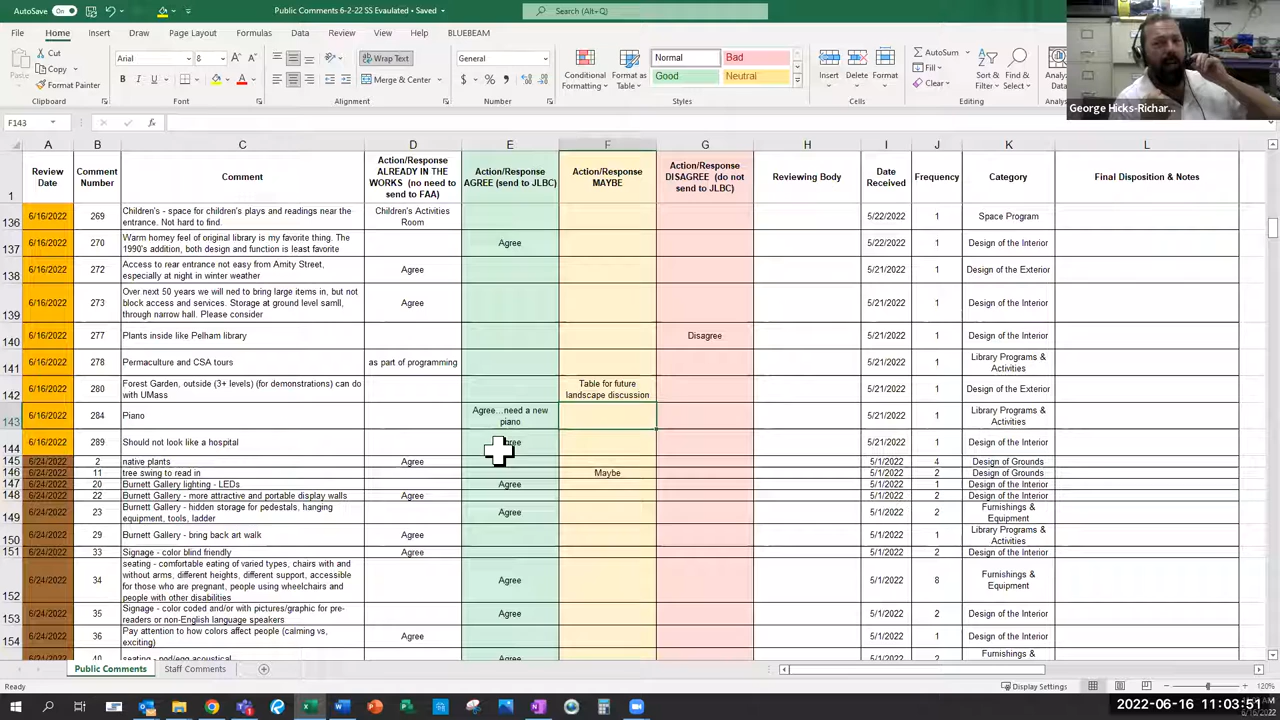 AutoSave On
Public Comments 6-2-22 SS Evaulated • Saved
Search (Alt+Q)
File Home Insert Draw Page Layout Formulas Data Review View Help BLUEBEAM
Paste Cut Copy Format Painter Clipboard
Arial 8 Font
Wrap Text Merge & Center Alignment
General Number
Conditional Formatting Format as Table Normal Bad Good Neutral Styles
Insert Delete Format Cells
AutoSum Fill Clear Sort & Filter Find & Select Editing
George Hicks-Richar...
F143
A B C D E F G H I J K L
1 Review Date Comment Number Comment Action/Response ALREADY IN THE WORKS (no need to send to FAA) Action/Response AGREE (send to JLBC) Action/Response MAYBE Action/Response DISAGREE (do not send to JLBC) Reviewing Body Date Received Frequency Category Final Disposition & Notes
136 6/16/2022 269 Children's - space for children's plays and readings near the entrance. Not hard to find. Children's Activities Room 5/22/2022 1 Space Program
137 6/16/2022 270 Warm homey feel of original library is my favorite thing. The 1990's addition, both design and function is least favorite Agree 5/22/2022 1 Design of the Interior
138 6/16/2022 272 Access to rear entrance not easy from Amity Street, especially at night in winter weather Agree 5/21/2022 1 Design of the Exterior
139 6/16/2022 273 Over next 50 years we will ned to bring large items in, but not block access and services. Storage at ground level samll, through narrow hall. Please consider Agree 5/21/2022 1 Design of the Interior
140 6/16/2022 277 Plants inside like Pelham library Disagree 5/21/2022 1 Design of the Interior
141 6/16/2022 278 Permaculture and CSA tours as part of programming 5/21/2022 1 Library Programs & Activities
142 6/16/2022 280 Forest Garden, outside (3+ levels) (for demonstrations) can do with UMass Table for future landscape discussion 5/21/2022 1 Design of the Exterior
143 6/16/2022 284 Piano Agree...need a new piano 5/21/2022 1 Library Programs & Activities
144 6/16/2022 289 Should not look like a hospital 5/21/2022 1 Design of the Interior
145 6/24/2022 2 native plants Agree 5/1/2022 4 Design of Grounds
146 6/24/2022 11 tree swing to read in Maybe 5/1/2022 2 Design of Grounds
147 6/24/2022 20 Burnett Gallery lighting - LEDs Agree 5/1/2022 1 Design of the Interior
148 6/24/2022 22 Burnett Gallery - more attractive and portable display walls Agree 5/1/2022 2 Design of the Interior
149 6/24/2022 23 Burnett Gallery - hidden storage for pedestals, hanging equipment, tools, ladder Agree 5/1/2022 2 Furnishings & Equipment
150 6/24/2022 29 Burnett Gallery - bring back art walk Agree 5/1/2022 1 Library Programs & Activities
151 6/24/2022 33 Signage - color blind friendly Agree 5/1/2022 2 Design of the Interior
152 6/24/2022 34 seating - comfortable eating of varied types, chairs with and without arms, different heights, different support, accessible for those who are pregnant, people using wheelchairs and people with other disabilities Agree 5/1/2022 8 Furnishings & Equipment
153 6/24/2022 35 Signage - color coded and/or with pictures/graphic for pre-readers or non-English language speakers Agree 5/1/2022 2 Design of the Interior
154 6/24/2022 36 Pay attention to how colors affect people (calming vs, exciting) Agree 5/1/2022 1 Design of the Interior
Furnishings &
Public Comments Staff Comments
Ready Display Settings 120%
2022-06-16 11:03:51